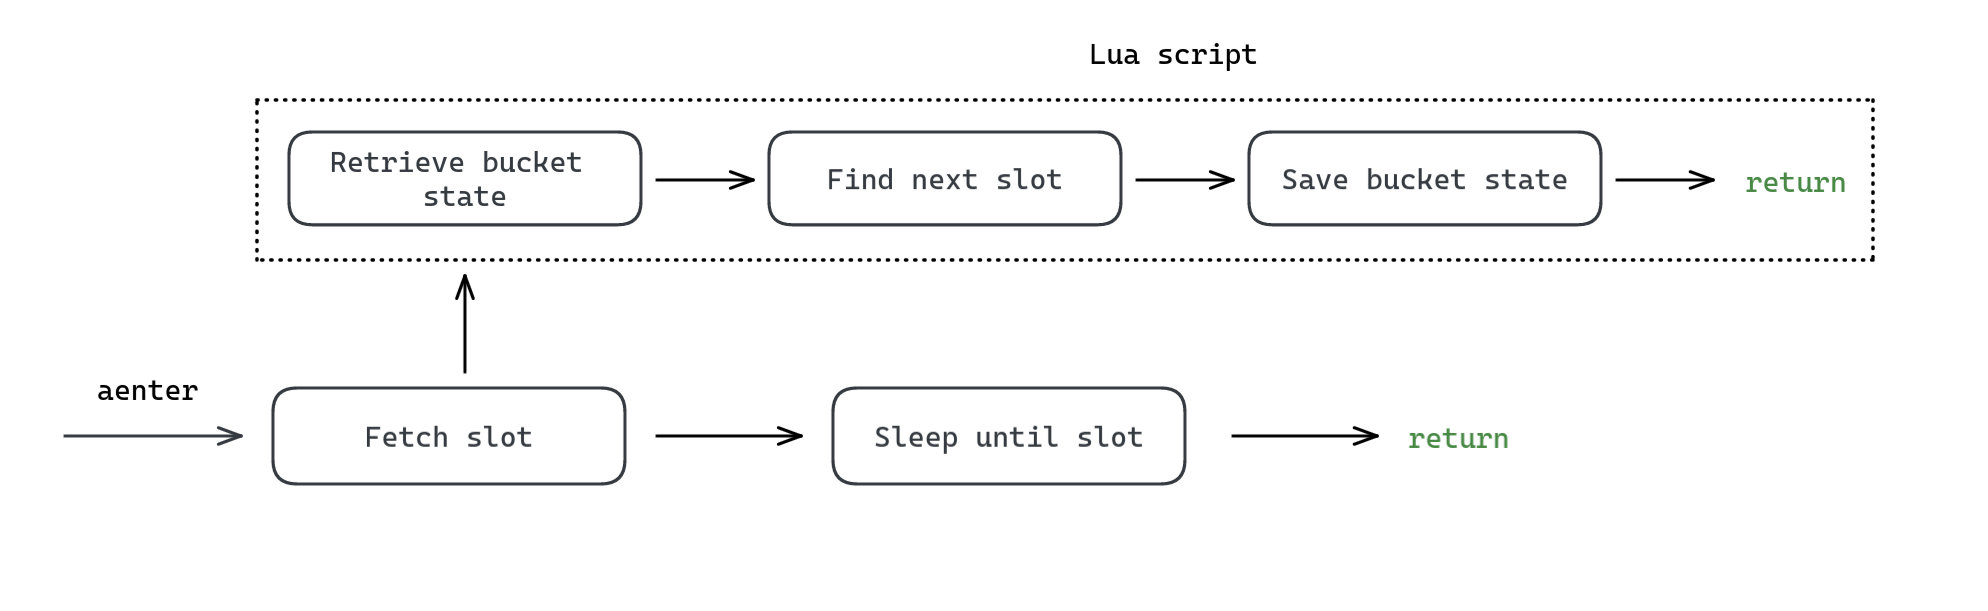 Lua script
Retrieve bucket
state
Find next slot
Save bucket state
return
aenter
Fetch slot
Sleep until slot
return